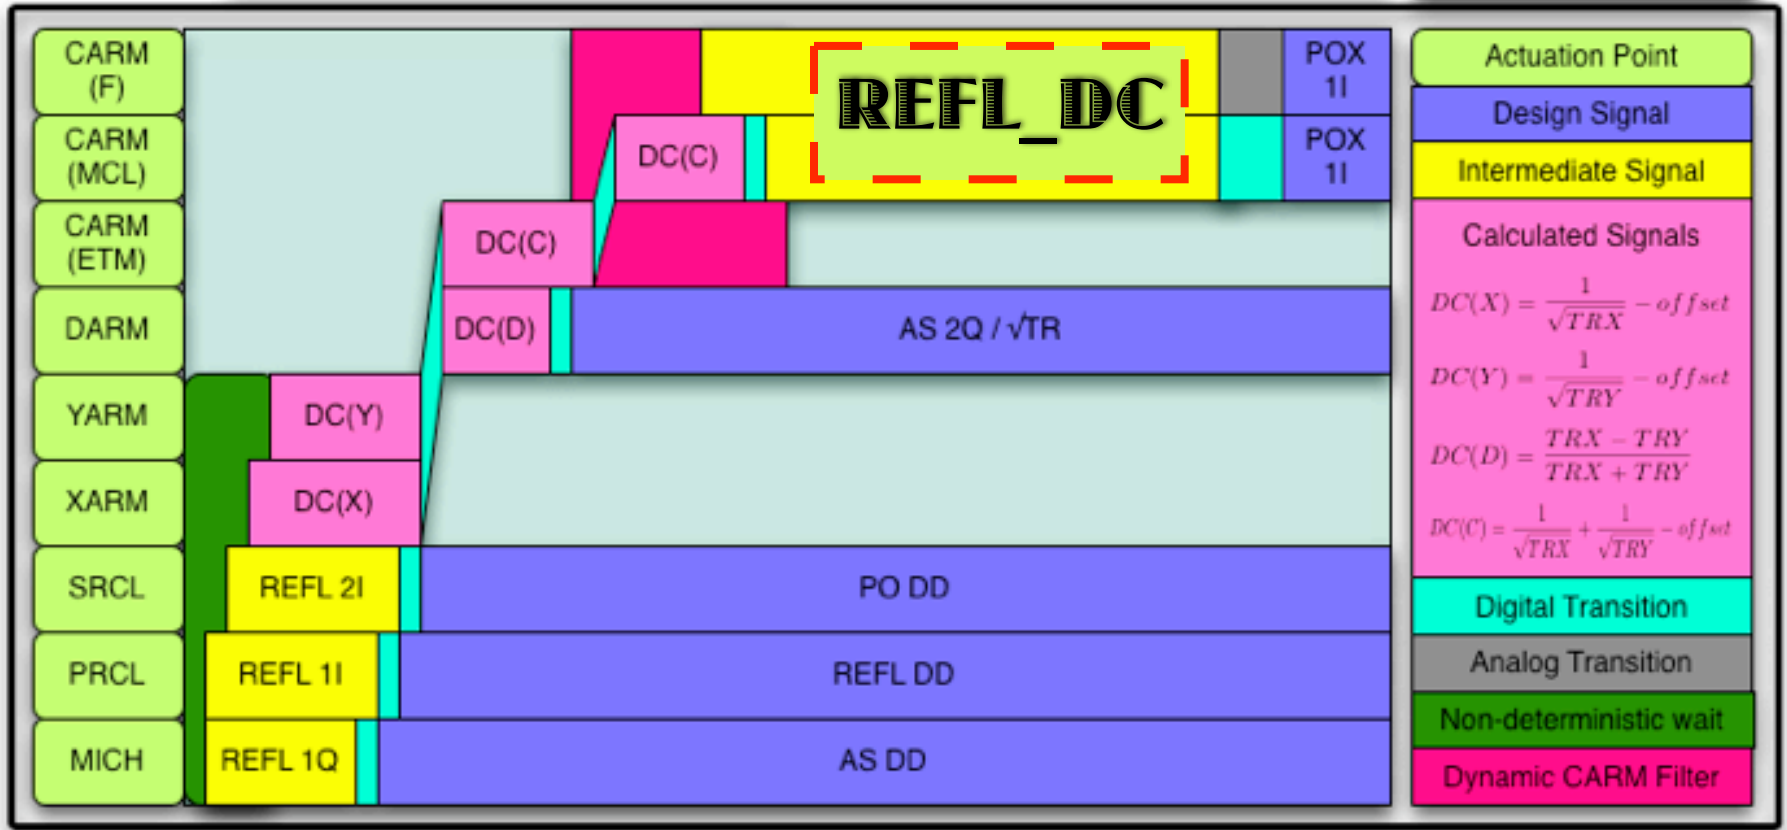 CARM
(F)
REFL_DC
POX
1I
Actuation Point
Design Signal
CARM
(MCL)
DC(C)
POX
1I
Intermediate Signal
CARM
(ETM)
DC(C)
Calculated Signals
DC(X) = 1/√TRX − offset
DARM
DC(D)
AS 2Q / √TR
DC(Y) = 1/√TRY − offset
YARM
DC(Y)
DC(D) = TRX − TRY/TRX + TRY
XARM
DC(X)
DC(C) = 1/√TRX + 1/√TRY − offset
SRCL
REFL 2I
PO DD
Digital Transition
PRCL
REFL 1I
REFL DD
Analog Transition
Non-deterministic wait
MICH
REFL 1Q
AS DD
Dynamic CARM Filter